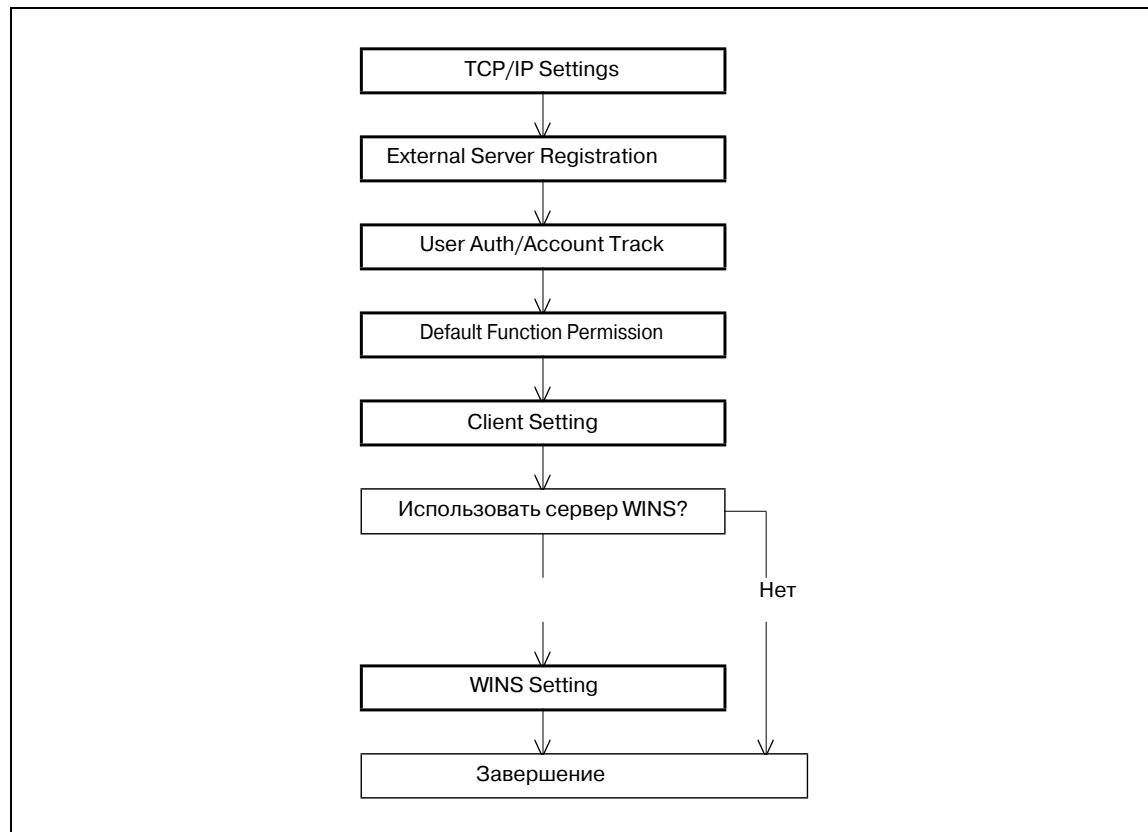 TCP/IP Settings
External Server Registration
User Auth/Account Track
Default Function Permission
Client Setting
Использовать сервер WINS?
Нет
WINS Setting
Завершение